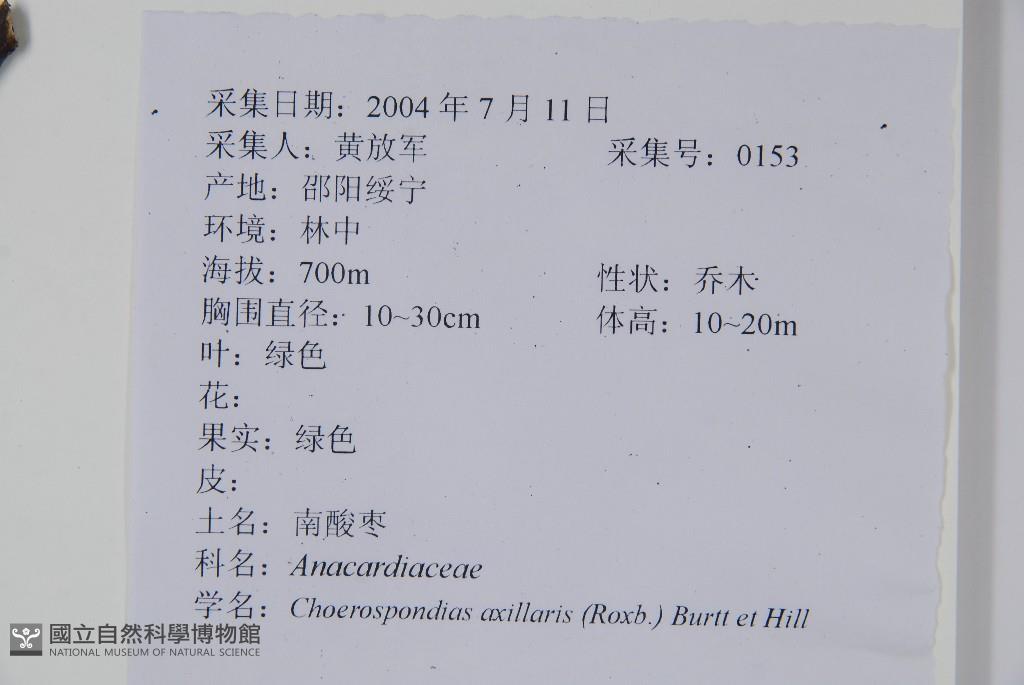 采集日期：2004 年 7 月 11 日
采集人：黄放军 采集号：0153
产地：邵阳绥宁
环境：林中
海拔：700m 性状：乔木
胸围直径：10~30cm 体高：10~20m
叶：绿色
花：
果实：绿色
皮：
土名：南酸枣
科名：Anacardiaceae
学名：Choerospondias axillaris (Roxb.) Burtt et Hill
國立自然科學博物館
NATIONAL MUSEUM OF NATURAL SCIENCE